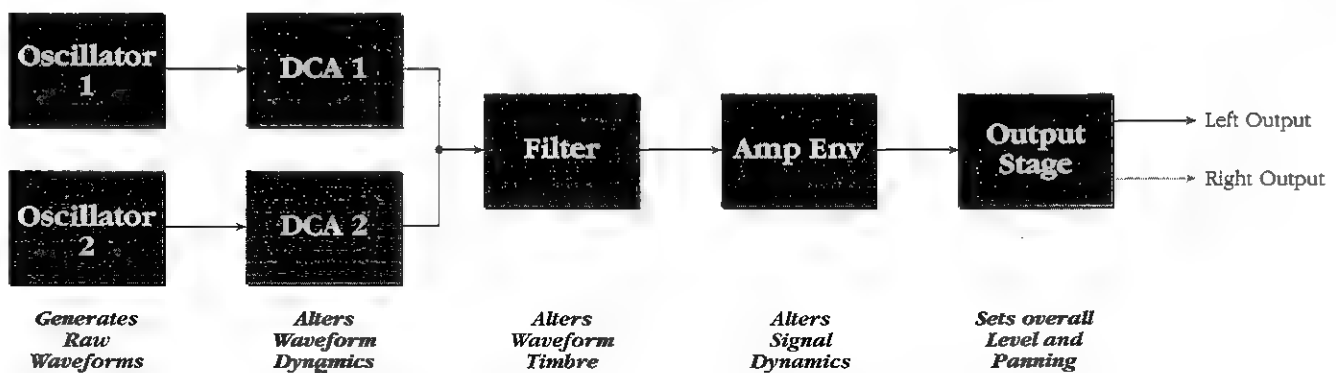 Oscillator
1
DCA 1
Filter
Amp Env
Output
Stage
Left Output
Right Output
Oscillator
2
DCA 2
Generates
Raw
Waveforms
Alters
Waveform
Dynamics
Alters
Waveform
Timbre
Alters
Signal
Dynamics
Sets overall
Level and
Panning